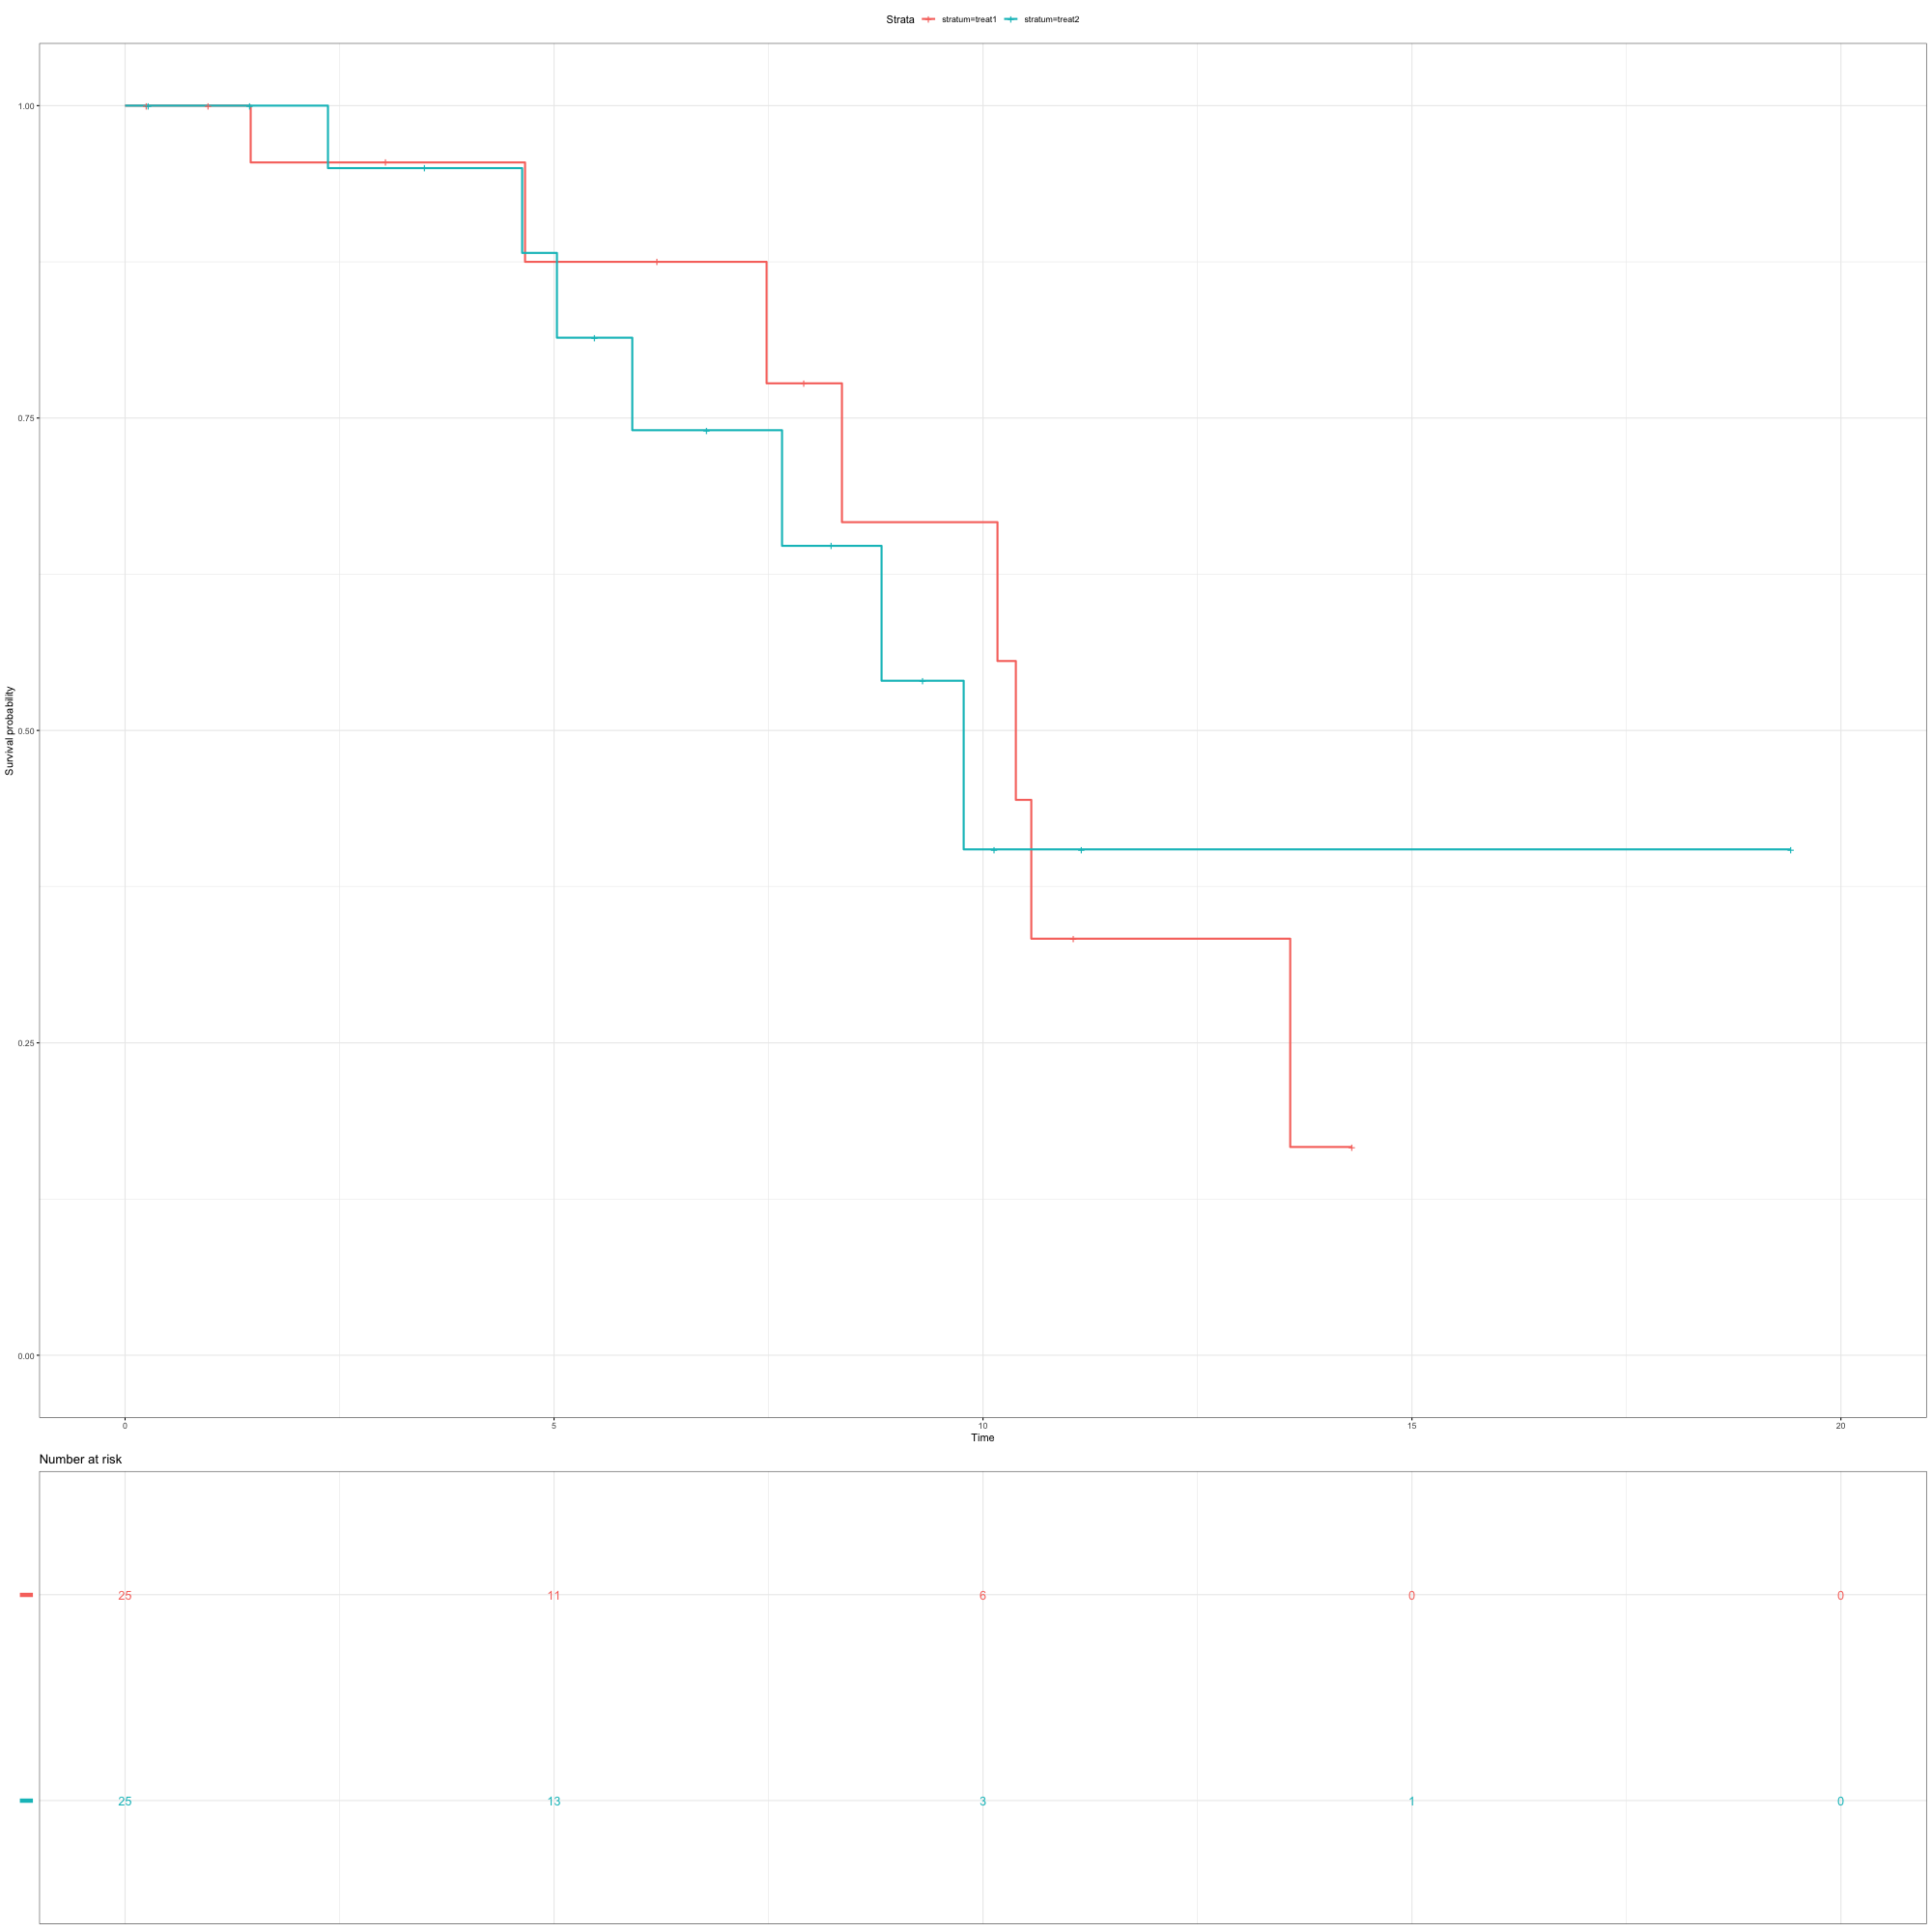 Strata stratum=treat1 stratum=treat2
1.00
0.75
0.50
0.25
0.00
Survival probability
0 5 10 15 20
Time
Number at risk
25 11 6 0 0
25 13 3 1 0